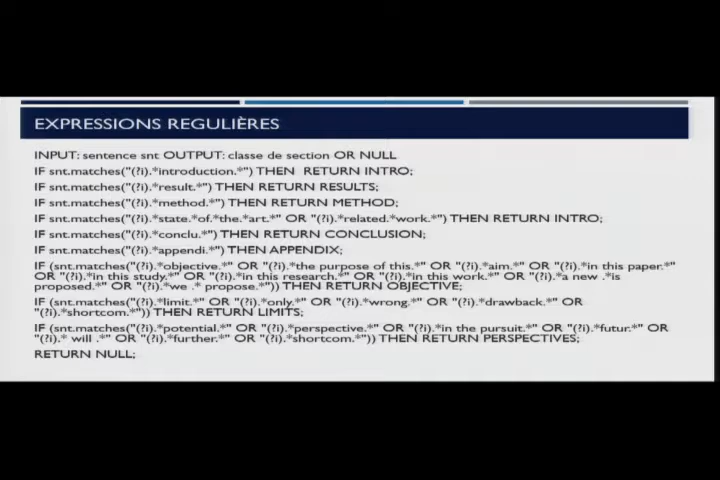 EXPRESSIONS REGULIÈRES
INPUT: sentence snt OUTPUT: classe de section OR NULL
IF snt.matches("(?i).*introduction.*") THEN RETURN INTRO;
IF snt.matches("(?i).*result.*") THEN RETURN RESULTS;
IF snt.matches("(?i).*method.*") THEN RETURN METHOD;
IF snt.matches("(?i).*state.*of.*the.*art.*" OR "(?i).*related.*work.*") THEN RETURN INTRO;
IF snt.matches("(?i).*conclu.*") THEN RETURN CONCLUSION;
IF snt.matches("(?i).*appendi.*") THEN APPENDIX;
IF (snt.matches("(?i).*objective.*" OR "(?i).*the purpose of this.*" OR "(?i).*aim.*" OR "(?i).*in this paper.*"
OR "(?i).*in this study.*" OR "(?i).*in this research.*" OR "(?i).*in this work.*" OR "(?i).*a new .*is
proposed.*" OR "(?i).*we .* propose.*")) THEN RETURN OBJECTIVE;
IF (snt.matches("(?i).*limit.*" OR "(?i).*only.*" OR "(?i).*wrong.*" OR "(?i).*drawback.*" OR
"(?i).*shortcom.*")) THEN RETURN LIMITS;
IF (snt.matches("(?i).*potential.*" OR "(?i).*perspective.*" OR "(?i).*in the pursuit.*" OR "(?i).*futur.*" OR
"(?i).* will .*" OR "(?i).*further.*" OR "(?i).*shortcom.*")) THEN RETURN PERSPECTIVES;
RETURN NULL;